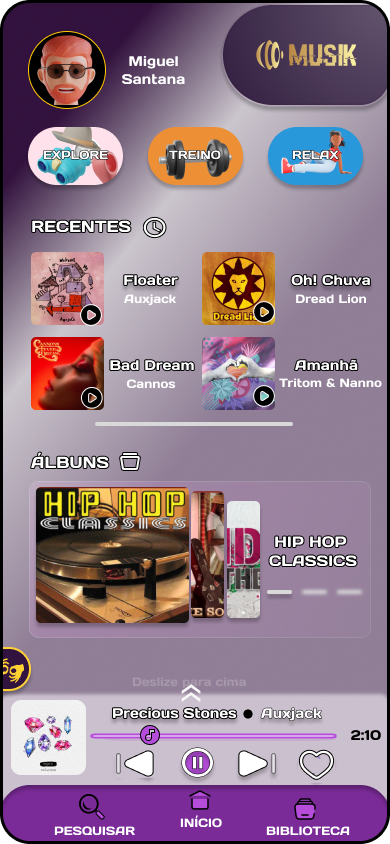 Miguel
Santana
MUSIK
EXPLORE
TREINO
RELAX
RECENTES
Floater
Auxjack
Oh! Chuva
Dread Lion
Bad Dream
Cannos
Amanhã
Tritom & Nanno
ÁLBUNS
HIP HOP
CLASSICS
HIP HOP
CLASSICS
Deslize para cima
Precious Stones ● Auxjack
2:10
PESQUISAR
INÍCIO
BIBLIOTECA